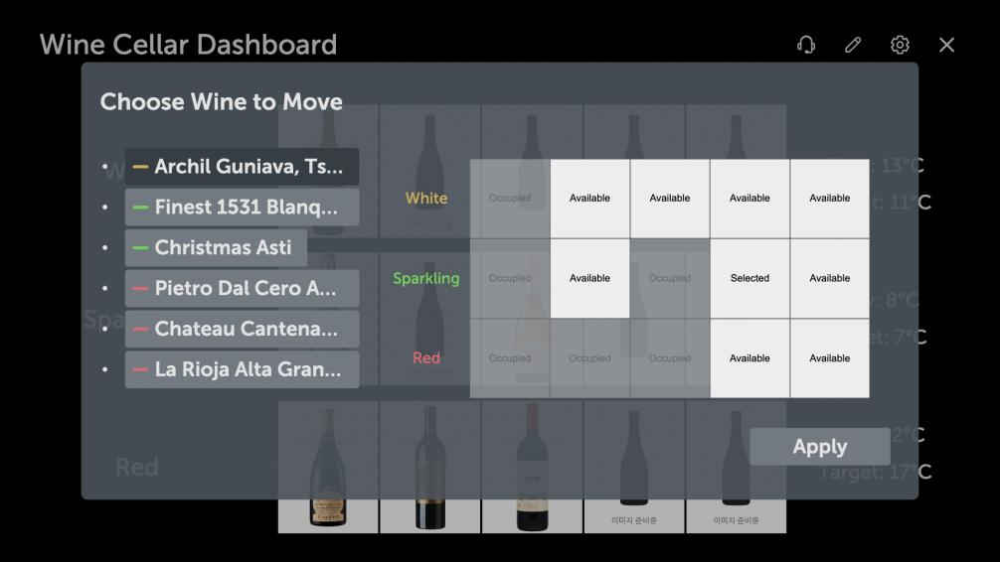 Wine Cellar Dashboard
Choose Wine to Move
• Archil Guniava, Ts...
• Finest 1531 Blanq...
• Christmas Asti
• Pietro Dal Cero A...
• Chateau Cantena...
• La Rioja Alta Gran...
White Occupied Available Available Available Available
Sparkling Occupied Available Occupied Selected Available
Red Occupied Occupied Occupied Available Available
13°C
11°C
8°C
7°C
2°C
Target: 17°C
Apply
Red
이미지 준비중 이미지 준비중